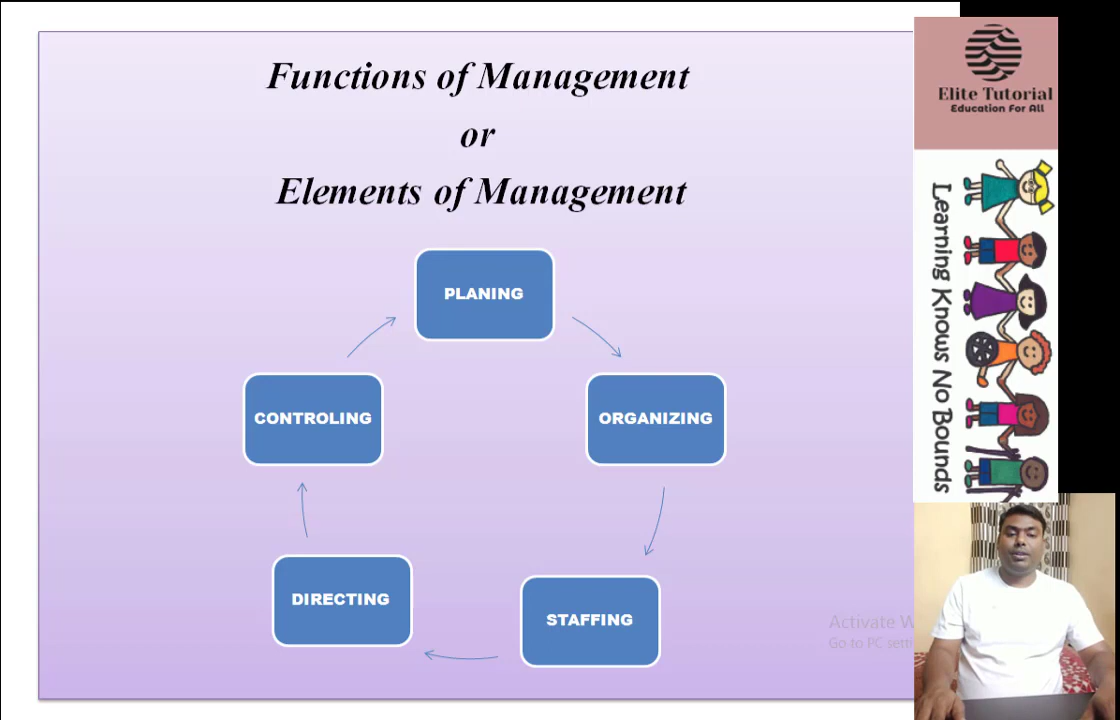 Functions of Management
or
Elements of Management
PLANING
ORGANIZING
STAFFING
DIRECTING
CONTROLING
Elite Tutorial
Education For All
Learning Knows No Bounds
Activate W
Go to PC setti